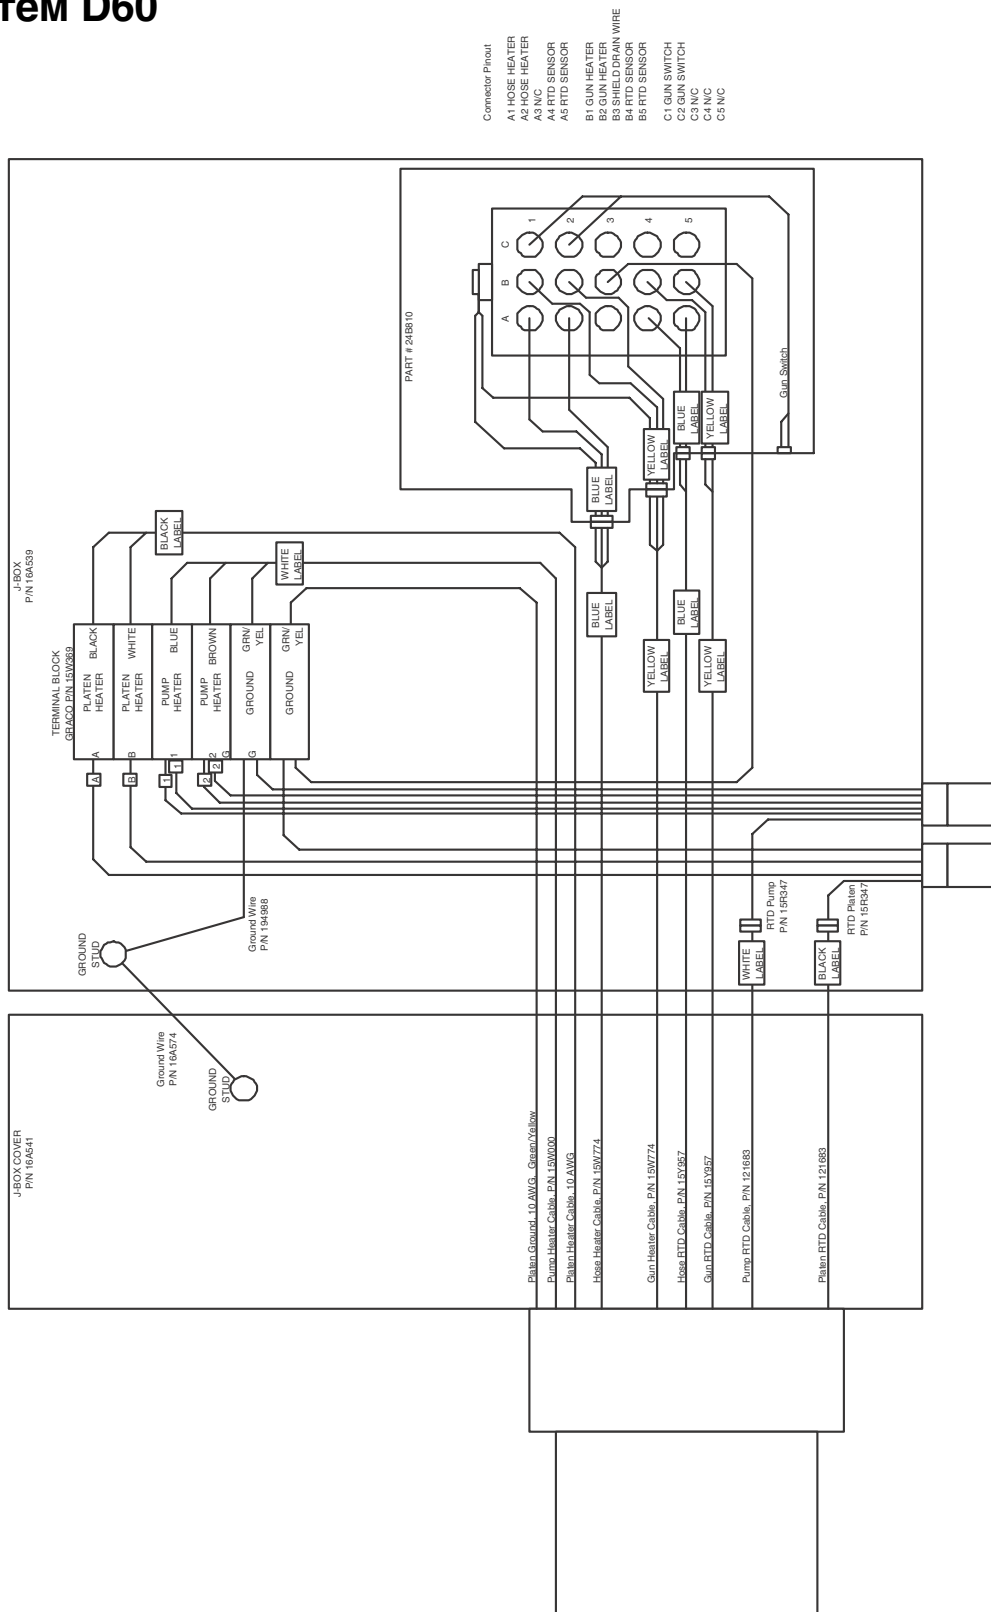 тем D60
Connector Pinout
A1 HOSE HEATER
A2 HOSE HEATER
A3 N/C
A4 RTD SENSOR
A5 RTD SENSOR
B1 GUN HEATER
B2 GUN HEATER
B3 SHIELD DRAIN WIRE
B4 RTD SENSOR
B5 RTD SENSOR
C1 GUN SWITCH
C2 GUN SWITCH
C3 N/C
C4 N/C
C5 N/C
J-BOX
P/N 16A539
PART # 24B810
A
B
C
1
2
3
4
5
Gun Switch
BLUE
LABEL
YELLOW
LABEL
BLUE
LABEL
YELLOW
LABEL
BLACK
LABEL
WHITE
LABEL
BLUE
LABEL
YELLOW
LABEL
BLUE
LABEL
YELLOW
LABEL
TERMINAL BLOCK
GRACO P/N 15W369
A
PLATEN
HEATER
BLACK
B
PLATEN
HEATER
WHITE
1
PUMP
HEATER
BLUE
2
PUMP
HEATER
BROWN
G
GROUND
GRN/
YEL
G
GROUND
GRN/
YEL
A
B
1
1
2
2
GROUND
STUD
Ground Wire
P/N 194988
RTD Pump
P/N 15R347
WHITE
LABEL
RTD Platen
P/N 15R347
BLACK
LABEL
Ground Wire
P/N 16A574
GROUND
STUD
J-BOX COVER
P/N 16A541
Platen Ground, 10 AWG, Green/Yellow
Pump Heater Cable, P/N 15W000
Platen Heater Cable, 10 AWG
Hose Heater Cable, P/N 15W774
Gun Heater Cable, P/N 15W774
Hose RTD Cable, P/N 15Y957
Gun RTD Cable, P/N 15Y957
Pump RTD Cable, P/N 121683
Platen RTD Cable, P/N 121683